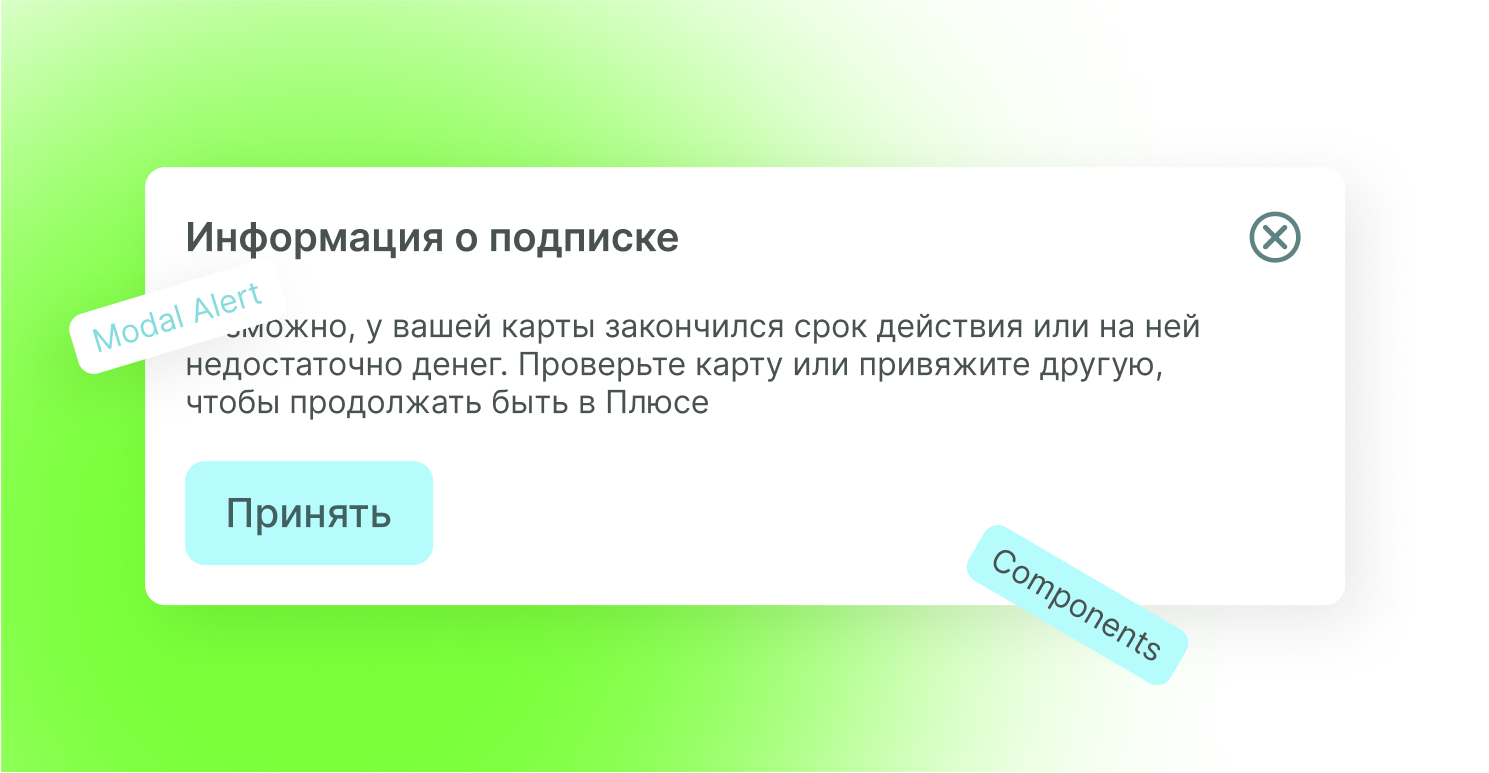 Информация о подписке
Modal Alert
зможно, у вашей карты закончился срок действия или на ней
недостаточно денег. Проверьте карту или привяжите другую,
чтобы продолжать быть в Плюсе
Принять
Components